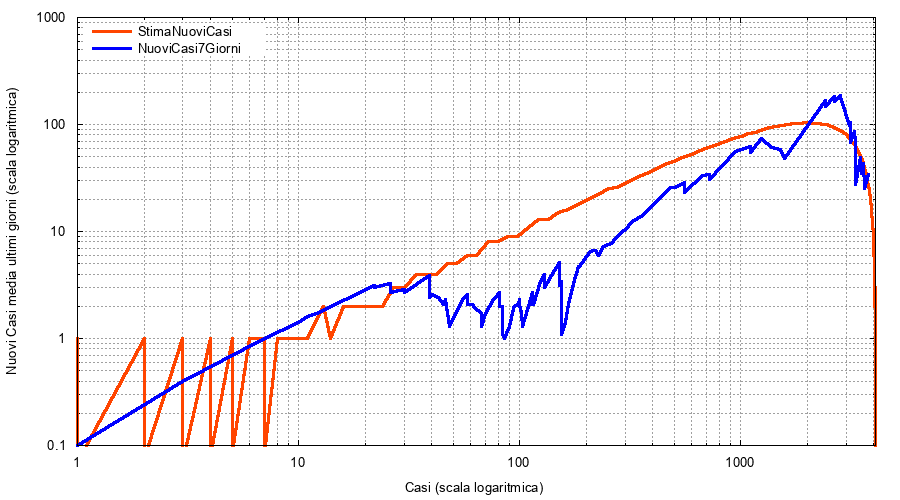 1000
StimaNuoviCasi
NuoviCasi7Giorni
100
10
1
0.1
Nuovi Casi media ultimi giorni (scala logaritmica)
1 10 100 1000
Casi (scala logaritmica)